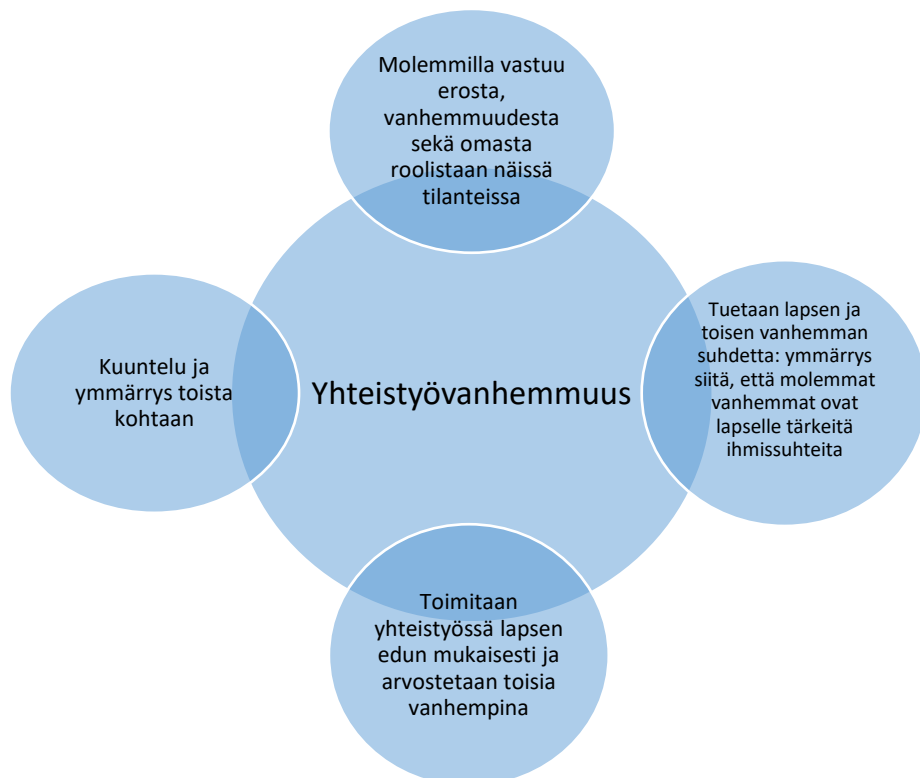 Molemmilla vastuu
erosta,
vanhemmuudesta
sekä omasta
roolistaan näissä
tilanteissa
Kuuntelu ja
ymmärrys toista
kohtaan
Yhteistyövanhemmuus
Tuetaan lapsen ja
toisen vanhemman
suhdetta: ymmärrys
siitä, että molemmat
vanhemmat ovat
lapselle tärkeitä
ihmissuhteita
Toimitaan
yhteistyössä lapsen
edun mukaisesti ja
arvostetaan toisia
vanhempina